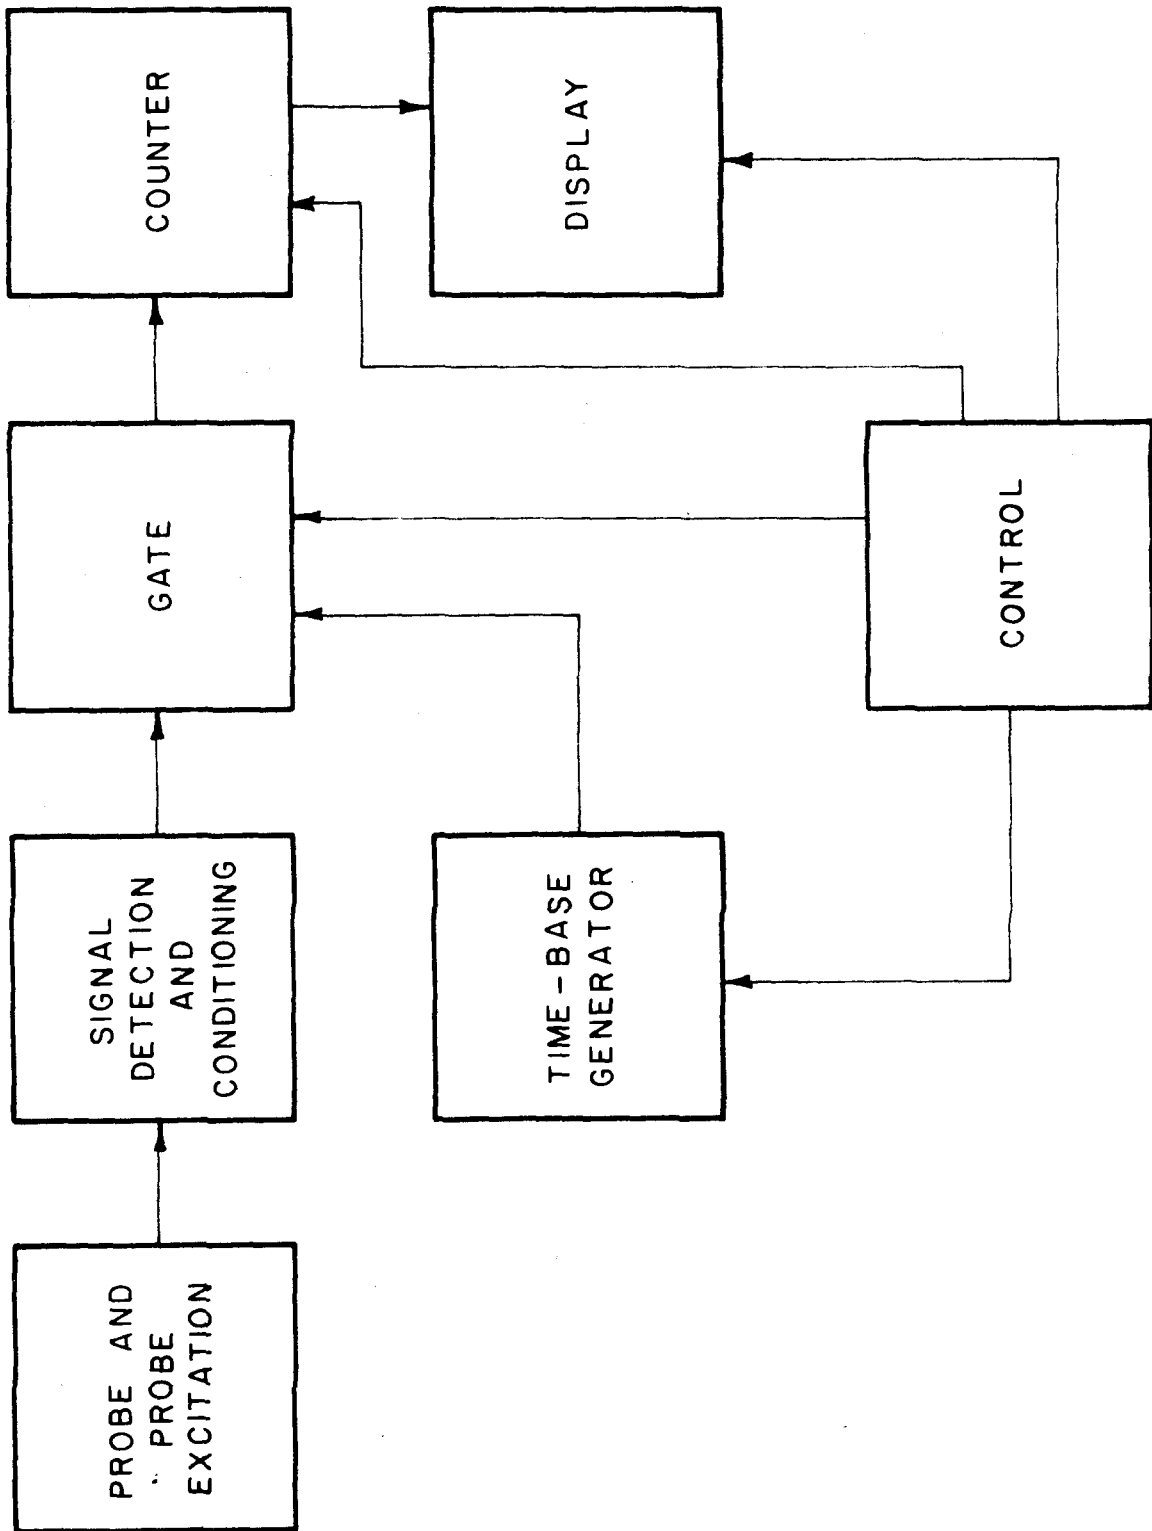 PROBE AND
PROBE
EXCITATION
SIGNAL
DETECTION
AND
CONDITIONING
GATE
COUNTER
TIME-BASE
GENERATOR
DISPLAY
CONTROL